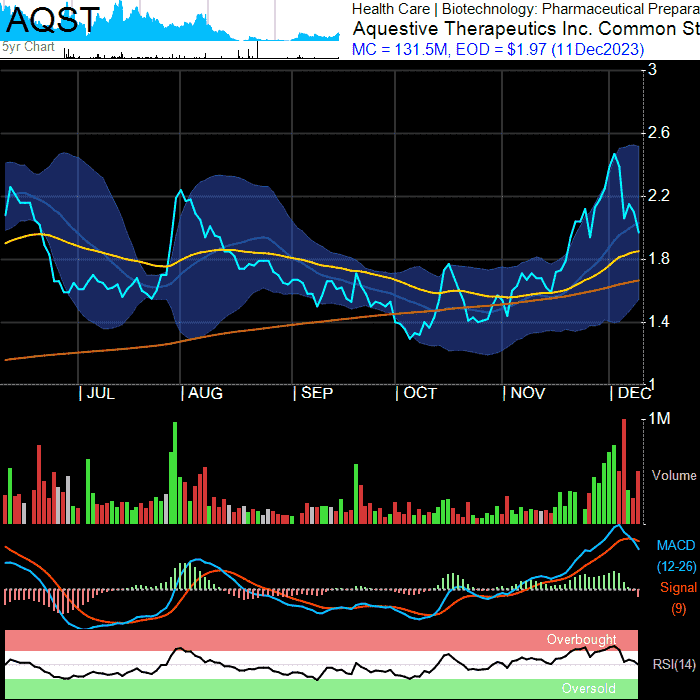 AQST
5yr Chart
Health Care | Biotechnology: Pharmaceutical Prepara
Aquestive Therapeutics Inc. Common St
MC = 131.5M, EOD = $1.97 (11Dec2023)
3
2.6
2.2
1.8
1.4
1
| JUL | AUG | SEP | OCT | NOV | DEC
1M
Volume
MACD
(12-26)
Signal
(9)
Overbought
RSI(14)
Oversold